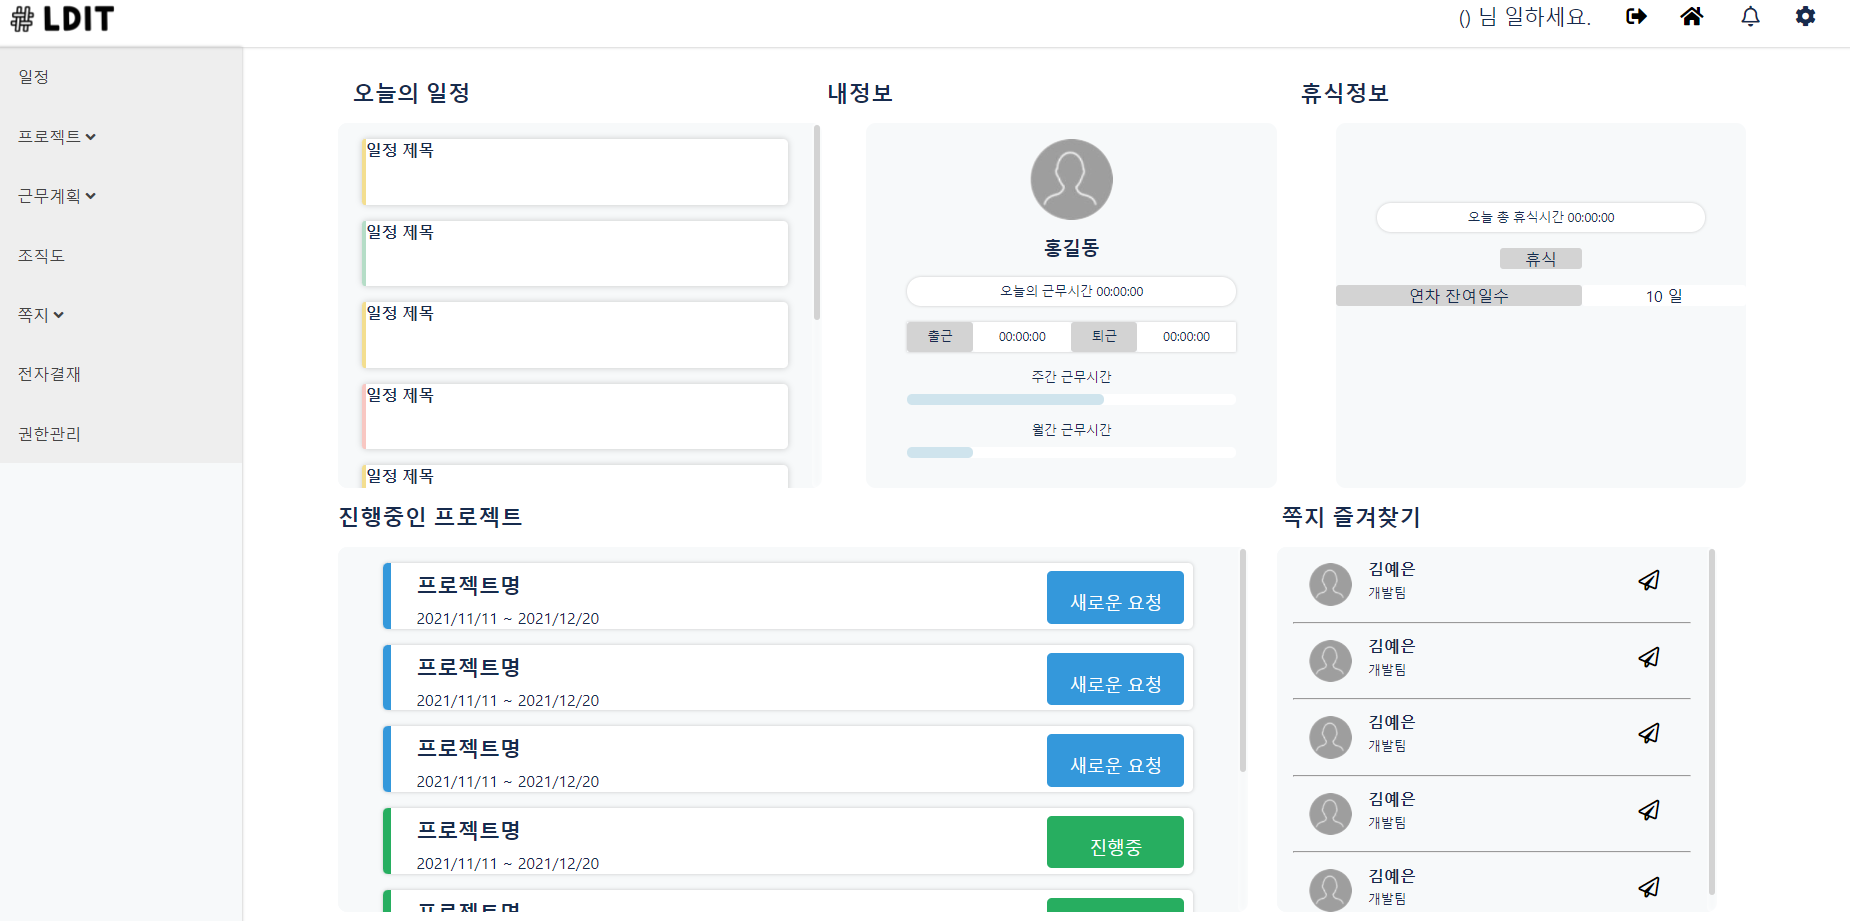 # LDIT
() 님 일하세요.
일정
프로젝트
근무계획
조직도
쪽지
전자결재
권한관리
오늘의 일정
일정 제목
일정 제목
일정 제목
일정 제목
일정 제목
내정보
홍길동
오늘의 근무시간 00:00:00
출근 00:00:00 퇴근 00:00:00
주간 근무시간
월간 근무시간
휴식정보
오늘 총 휴식시간 00:00:00
휴식
연차 잔여일수 10 일
진행중인 프로젝트
프로젝트명
2021/11/11 ~ 2021/12/20
새로운 요청
프로젝트명
2021/11/11 ~ 2021/12/20
새로운 요청
프로젝트명
2021/11/11 ~ 2021/12/20
새로운 요청
프로젝트명
2021/11/11 ~ 2021/12/20
진행중
프로젝트명
쪽지 즐겨찾기
김예은
개발팀
김예은
개발팀
김예은
개발팀
김예은
개발팀
김예은
개발팀